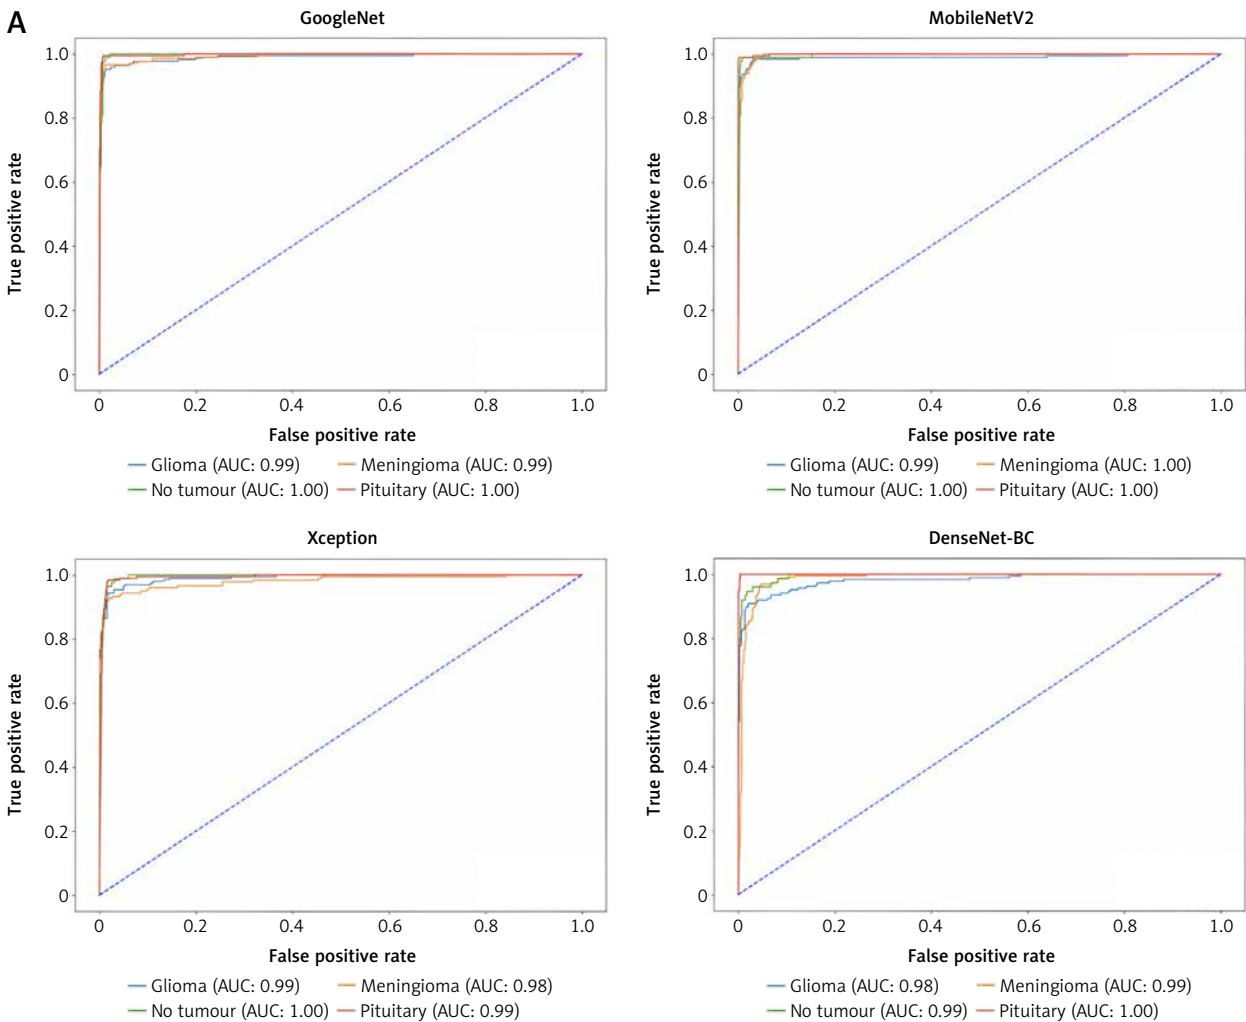 A
GoogleNet
True positive rate
1.0
0.8
0.6
0.4
0.2
0
0 0.2 0.4 0.6 0.8 1.0
False positive rate
Glioma (AUC: 0.99) Meningioma (AUC: 0.99)
No tumour (AUC: 1.00) Pituitary (AUC: 1.00)
MobileNetV2
True positive rate
1.0
0.8
0.6
0.4
0.2
0
0 0.2 0.4 0.6 0.8 1.0
False positive rate
Glioma (AUC: 0.99) Meningioma (AUC: 1.00)
No tumour (AUC: 1.00) Pituitary (AUC: 1.00)
Xception
True positive rate
1.0
0.8
0.6
0.4
0.2
0
0 0.2 0.4 0.6 0.8 1.0
False positive rate
Glioma (AUC: 0.99) Meningioma (AUC: 0.98)
No tumour (AUC: 1.00) Pituitary (AUC: 0.99)
DenseNet-BC
True positive rate
1.0
0.8
0.6
0.4
0.2
0
0 0.2 0.4 0.6 0.8 1.0
False positive rate
Glioma (AUC: 0.98) Meningioma (AUC: 0.99)
No tumour (AUC: 0.99) Pituitary (AUC: 1.00)